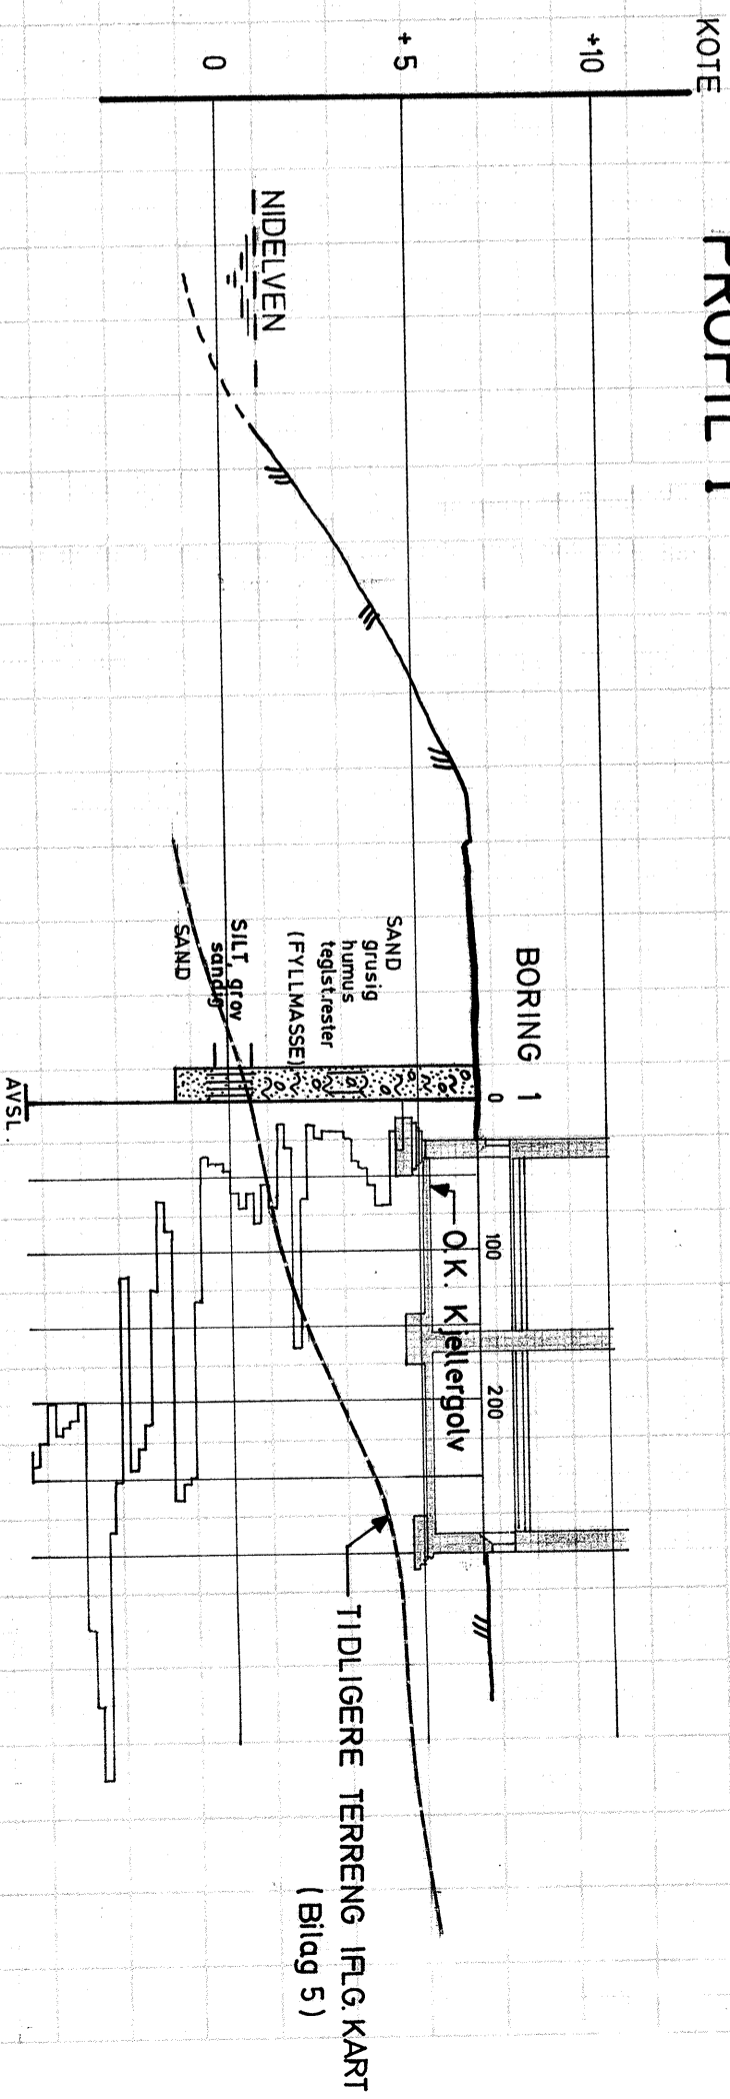 PROFIL 1
KOTE
+10
+5
0
NIDELVEN
BORING 1
0
100
200
SAND
grusig
humus
teglst.rester
(FYLLMASSE)
SILT, grov
sandig
SAND
AVSL.
O.K. Kjellergolv
TIDLIGERE TERRENG IFLG. KART
(Bilag 5)